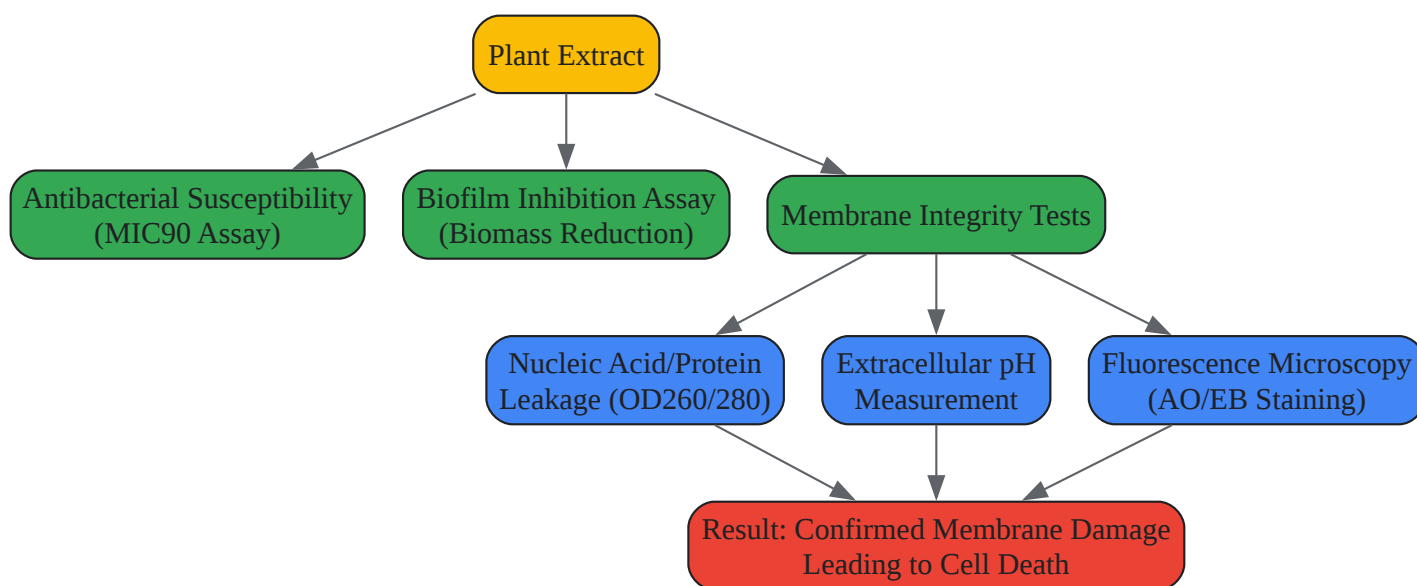 Plant Extract
Antibacterial Susceptibility
(MIC90 Assay)
Biofilm Inhibition Assay
(Biomass Reduction)
Membrane Integrity Tests
Nucleic Acid/Protein
Leakage (OD260/280)
Extracellular pH
Measurement
Fluorescence Microscopy
(AO/EB Staining)
Result: Confirmed Membrane Damage
Leading to Cell Death